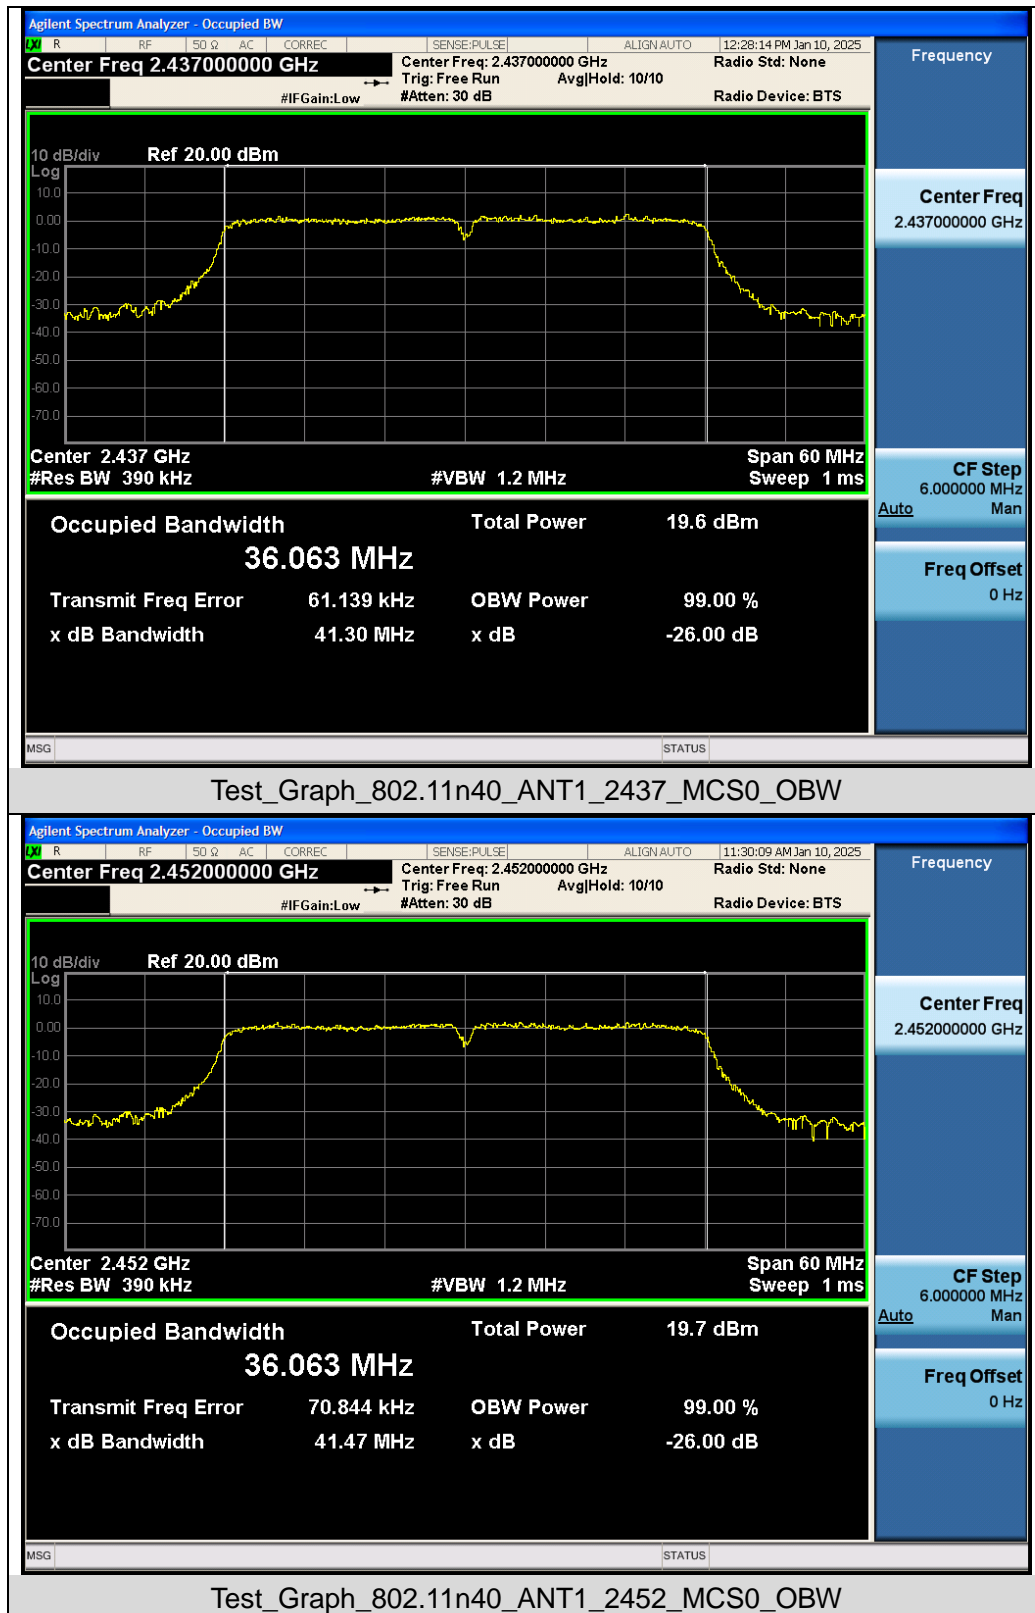 Agilent Spectrum Analyzer - Occupied BW
LXI R RF 50 Ω AC CORREC SENSE:PULSE ALIGN AUTO 12:28:14 PM Jan 10, 2025
Center Freq 2.437000000 GHz
Center Freq: 2.437000000 GHz
Radio Std: None
Trig: Free Run Avg|Hold: 10/10
#IFGain:Low #Atten: 30 dB
Radio Device: BTS
Frequency
10 dB/div Ref 20.00 dBm
Log
10.0
0.00
-10.0
-20.0
-30.0
-40.0
-50.0
-60.0
-70.0
Center 2.437 GHz Span 60 MHz
#Res BW 390 kHz #VBW 1.2 MHz Sweep 1 ms
Center Freq
2.437000000 GHz
CF Step
6.000000 MHz
Auto Man
Freq Offset
0 Hz
Occupied Bandwidth Total Power 19.6 dBm
36.063 MHz
Transmit Freq Error 61.139 kHz OBW Power 99.00 %
x dB Bandwidth 41.30 MHz x dB -26.00 dB
MSG STATUS
Test_Graph_802.11n40_ANT1_2437_MCS0_OBW
Agilent Spectrum Analyzer - Occupied BW
LXI R RF 50 Ω AC CORREC SENSE:PULSE ALIGN AUTO 11:30:09 AM Jan 10, 2025
Center Freq 2.452000000 GHz
Center Freq: 2.452000000 GHz
Radio Std: None
Trig: Free Run Avg|Hold: 10/10
#IFGain:Low #Atten: 30 dB
Radio Device: BTS
Frequency
10 dB/div Ref 20.00 dBm
Log
10.0
0.00
-10.0
-20.0
-30.0
-40.0
-50.0
-60.0
-70.0
Center 2.452 GHz Span 60 MHz
#Res BW 390 kHz #VBW 1.2 MHz Sweep 1 ms
Center Freq
2.452000000 GHz
CF Step
6.000000 MHz
Auto Man
Freq Offset
0 Hz
Occupied Bandwidth Total Power 19.7 dBm
36.063 MHz
Transmit Freq Error 70.844 kHz OBW Power 99.00 %
x dB Bandwidth 41.47 MHz x dB -26.00 dB
MSG STATUS
Test_Graph_802.11n40_ANT1_2452_MCS0_OBW